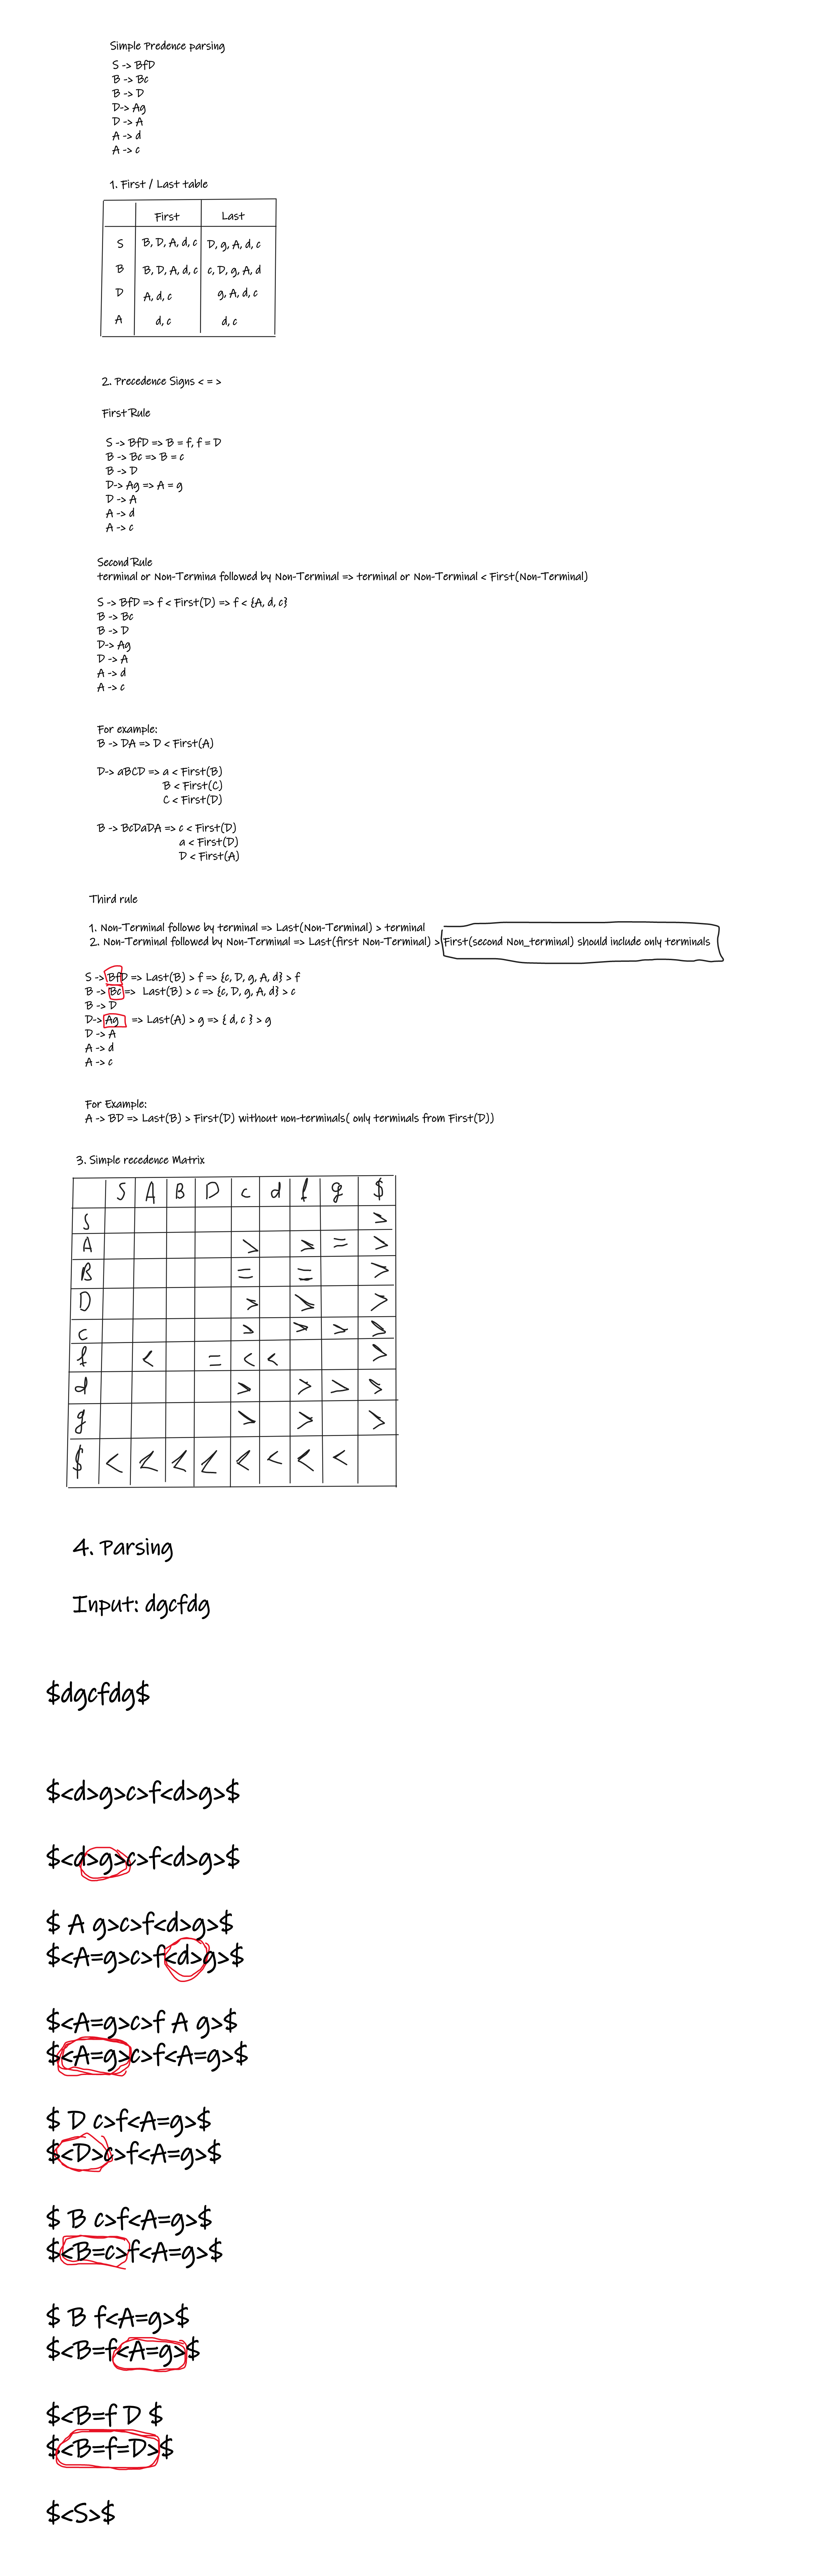 Simple Predence parsing
S -> BfD
B -> Bc
B -> D
D-> Ag
D -> A
A -> d
A -> c
1. First / Last table
First Last
S B, D, A, d, c D, g, A, d, c
B B, D, A, d, c c, D, g, A, d
D A, d, c g, A, d, c
A d, c d, c
2. Precedence Signs < = >
First Rule
S -> BfD => B = f, f = D
B -> Bc => B = c
B -> D
D-> Ag => A = g
D -> A
A -> d
A -> c
Second Rule
terminal or Non-Termina followed by Non-Terminal => terminal or Non-Terminal < First(Non-Terminal)
S -> BfD => f < First(D) => f < {A, d, c}
B -> Bc
B -> D
D-> Ag
D -> A
A -> d
A -> c
For example:
B -> DA => D < First(A)
D-> aBCD => a < First(B)
B < First(C)
C < First(D)
B -> BcDaDA => c < First(D)
a < First(D)
D < First(A)
Third rule
1. Non-Terminal followe by terminal => Last(Non-Terminal) > terminal
2. Non-Terminal followed by Non-Terminal => Last(first Non-Terminal) > First(second Non_terminal) should include only terminals
S -> BfD => Last(B) > f => {c, D, g, A, d} > f
B -> Bc => Last(B) > c => {c, D, g, A, d} > c
B -> D
D-> Ag => Last(A) > g => { d, c } > g
D -> A
A -> d
A -> c
For Example:
A -> BD => Last(B) > First(D) without non-terminals( only terminals from First(D))
3. Simple recedence Matrix
S A B D c d f g $
S >
A > > = >
B = = >
D > > >
c > > > >
f < = < < >
d > > > >
g > > >
$ < < < < < < < <
4. Parsing
Input: dgcfdg
$dgcfdg$
$<d>g>c>f<d>g>$
$<d>g>c>f<d>g>$
$ A g>c>f<d>g>$
$<A=g>c>f<d>g>$
$<A=g>c>f A g>$
$<A=g>c>f<A=g>$
$ D c>f<A=g>$
$<D>c>f<A=g>$
$ B c>f<A=g>$
$<B=c>f<A=g>$
$ B f<A=g>$
$<B=f<A=g>$
$<B=f D $
$<B=f=D>$
$<S>$